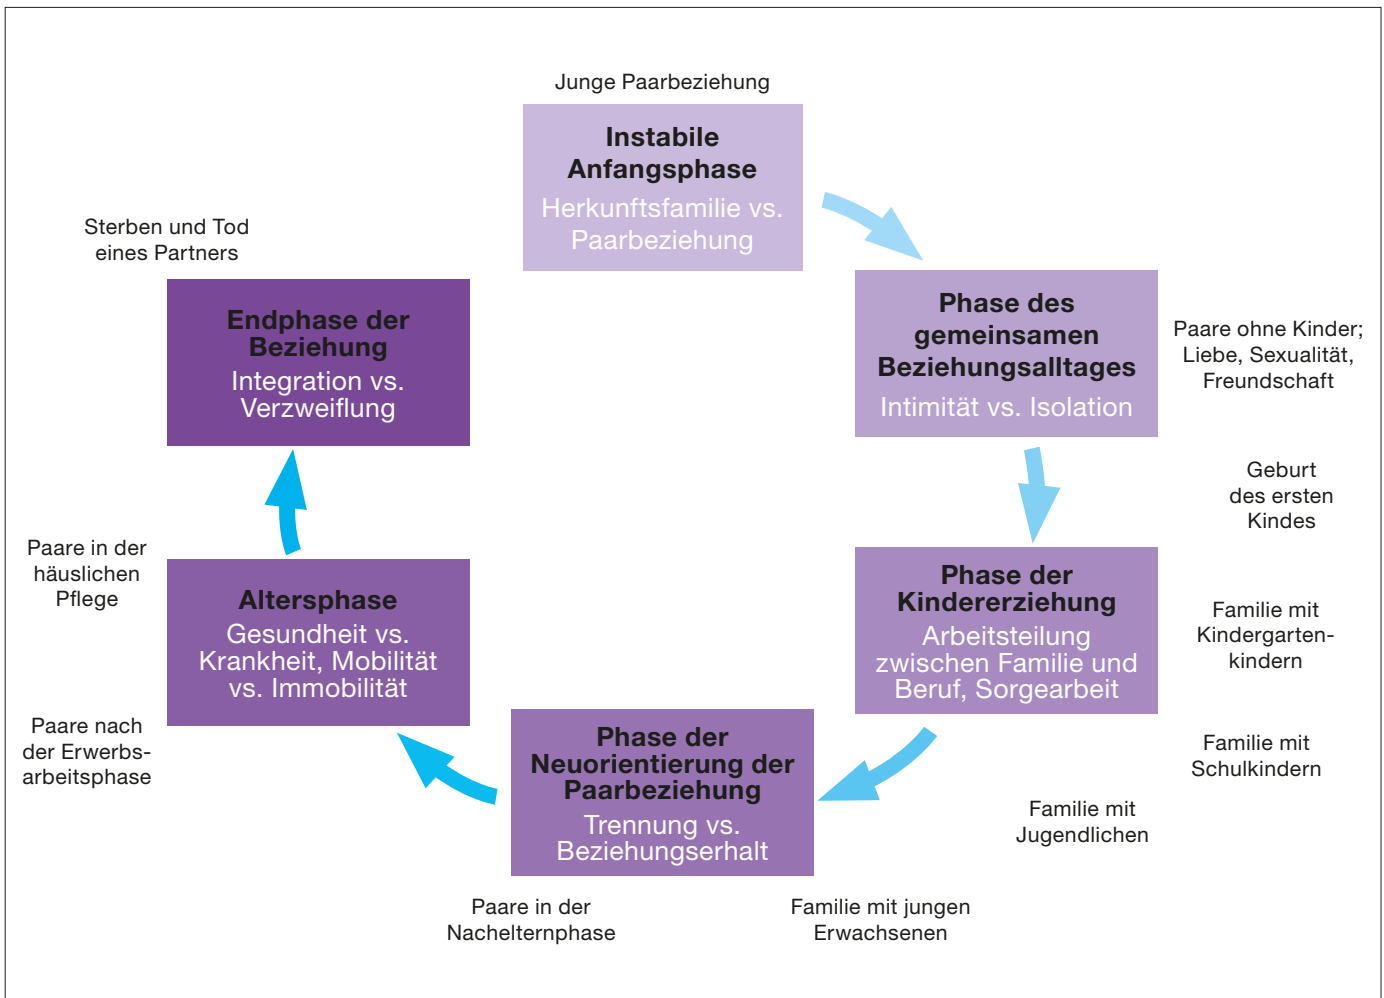 Junge Paarbeziehung
Instabile
Anfangsphase
Herkunftsfamilie vs.
Paarbeziehung
Phase des
gemeinsamen
Beziehungsalltages
Intimität vs. Isolation
Paare ohne Kinder;
Liebe, Sexualität,
Freundschaft
Geburt
des ersten
Kindes
Phase der
Kindererziehung
Arbeitsteilung
zwischen Familie und
Beruf, Sorgearbeit
Familie mit
Kindergarten-
kindern
Familie mit
Schulkindern
Familie mit
Jugendlichen
Phase der
Neuorientierung der
Paarbeziehung
Trennung vs.
Beziehungserhalt
Familie mit jungen
Erwachsenen
Paare in der
Nachelternphase
Paare nach
der Erwerbs-
arbeitsphase
Altersphase
Gesundheit vs.
Krankheit, Mobilität
vs. Immobilität
Paare in der
häuslichen
Pflege
Endphase der
Beziehung
Integration vs.
Verzweiflung
Sterben und Tod
eines Partners